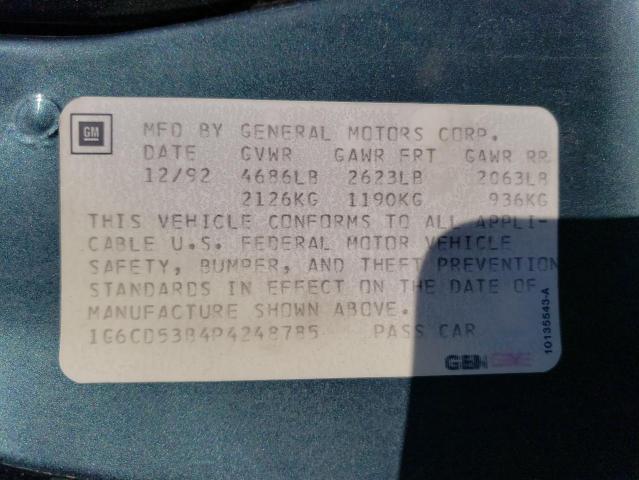 GM
MFD BY GENERAL MOTORS CORP.
DATE GVWR GAWR FRT GAWR RR
12/92 4686LB 2623LB 2063LB
2126KG 1190KG 936KG
THIS VEHICLE CONFORMS TO ALL APPLI-
CABLE U.S. FEDERAL MOTOR VEHICLE
SAFETY, BUMPER, AND THEFT PREVENTION
STANDARDS IN EFFECT ON THE DATE OF
MANUFACTURE SHOWN ABOVE.
1G6CD53B4P4248785 PASS CAR
10135543-A